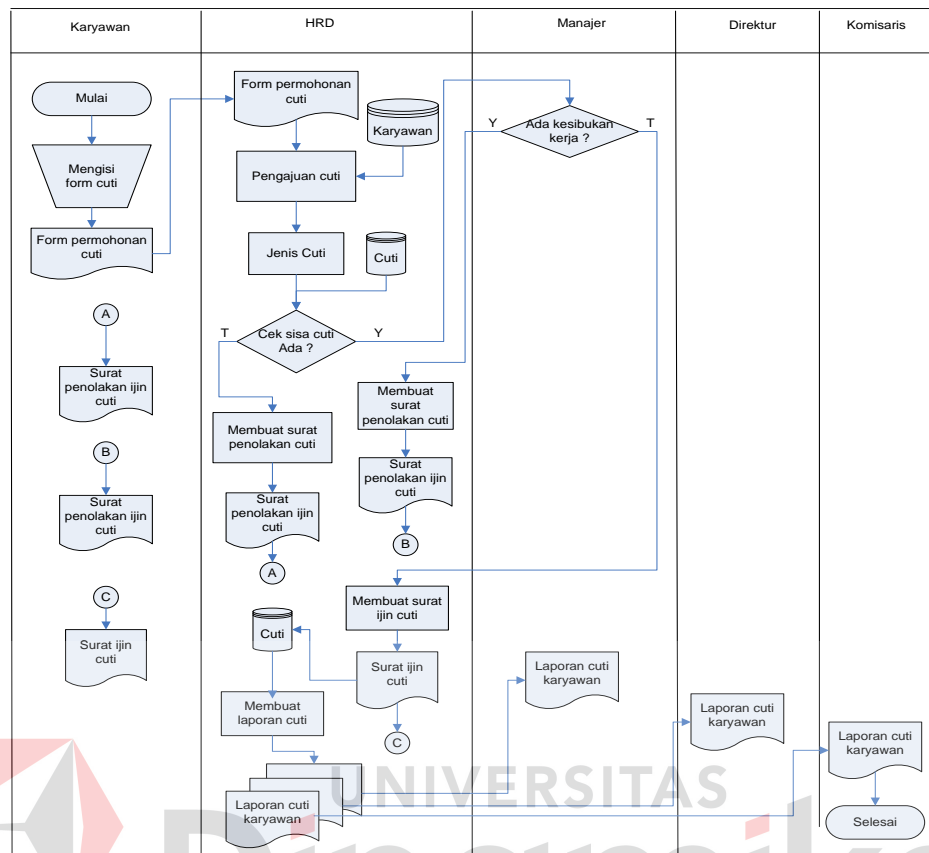 Karyawan
HRD
Manajer
Direktur
Komisaris
Mulai
Mengisi
form cuti
Form permohonan
cuti
A
Surat
penolakan ijin
cuti
B
Surat
penolakan ijin
cuti
C
Surat ijin
cuti
Form permohonan
cuti
Karyawan
Pengajuan cuti
Jenis Cuti
Cuti
T
Cek sisa cuti
Ada ?
Y
Membuat surat
penolakan cuti
Surat
penolakan ijin
cuti
A
Membuat
surat
penolakan cuti
Surat
penolakan ijin
cuti
B
Membuat surat
ijin cuti
Cuti
Surat ijin
cuti
C
Membuat
laporan cuti
Laporan cuti
karyawan
Y
Ada kesibukan
kerja ?
T
Laporan cuti
karyawan
Laporan cuti
karyawan
Laporan cuti
karyawan
Selesai
UNIVERSITAS